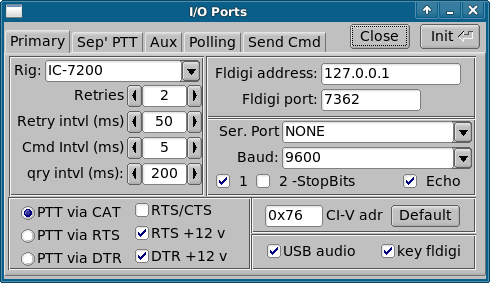 I/O Ports
Primary Sep' PTT Aux Polling Send Cmd Close Init
Rig: IC-7200
Retries 2
Retry intvl (ms) 50
Cmd Intvl (ms) 5
qry intvl (ms): 200
Fldigi address: 127.0.0.1
Fldigi port: 7362
Ser. Port NONE
Baud: 9600
1 2 -StopBits Echo
PTT via CAT RTS/CTS
PTT via RTS RTS +12 v
PTT via DTR DTR +12 v
0x76 CI-V adr Default
USB audio key fldigi